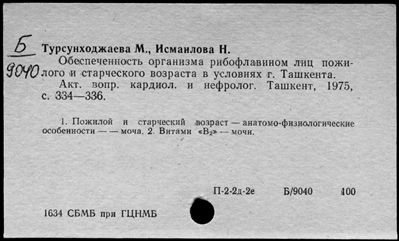 Б
9040
Турсунходжаева М., Исмаилова Н.
Обеспеченность организма рибофлавином лиц пожи-
лого и старческого возраста в условиях г. Ташкента.
Акт. вопр. кардиол. и нефролог. Ташкент, 1975,
с. 334—336.
1. Пожилой и старческий возраст — анатомо-физиологические
особенности — — моча. 2. Витамин «В₂» — мочи.
П-2-2д-2е Б/9040 400
1634 СБМБ при ГЦНМБ